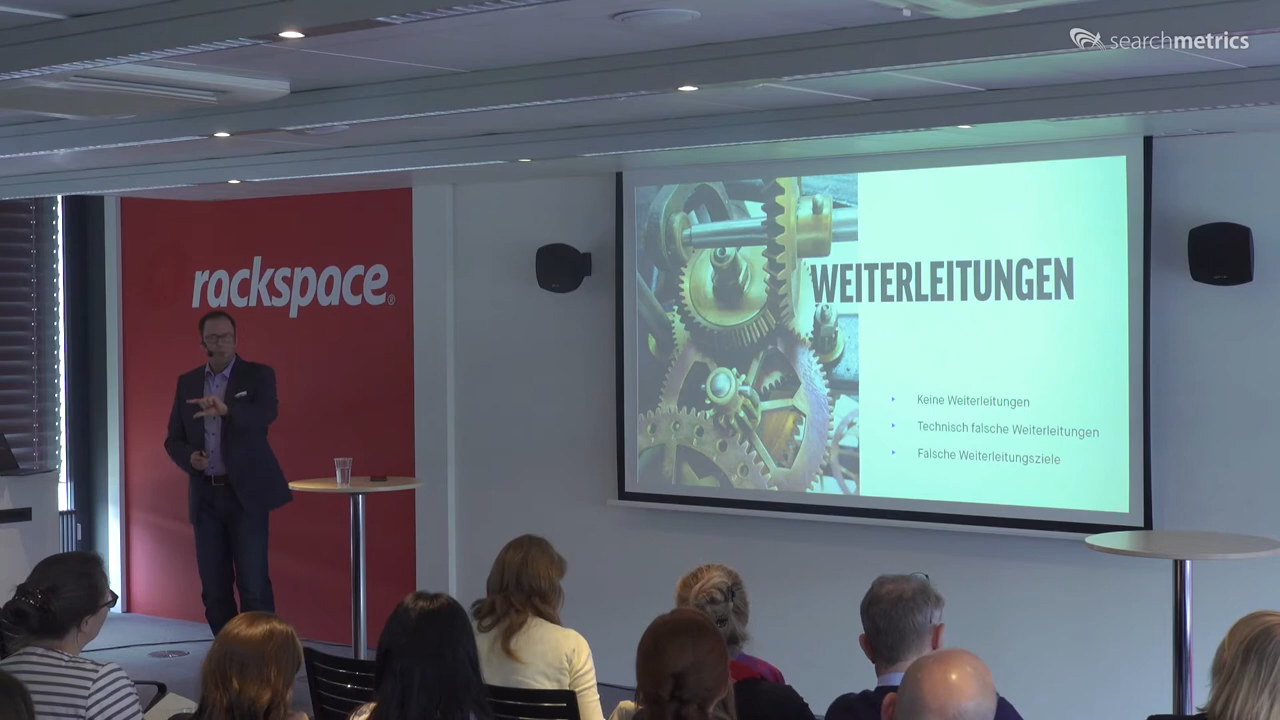 searchmetrics
rackspace®
WEITERLEITUNGEN
Keine Weiterleitungen
Technisch falsche Weiterleitungen
Falsche Weiterleitungsziele